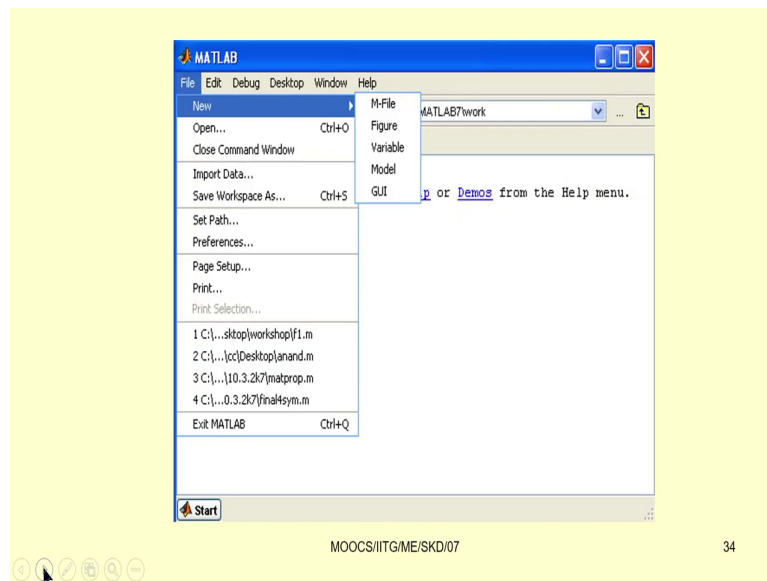 MATLAB
File Edit Debug Desktop Window Help
New
Open... Ctrl+O
Close Command Window
Import Data...
Save Workspace As... Ctrl+S
Set Path...
Preferences...
Page Setup...
Print...
Print Selection...
1 C:\...sktop\workshop\f1.m
2 C:\...\cc\Desktop\anand.m
3 C:\...\10.3.2k7\matprop.m
4 C:\...0.3.2k7\final4sym.m
Exit MATLAB Ctrl+Q
M-File
Figure
Variable
Model
GUI
MATLAB7\work
...
or Demos from the Help menu.
Start
MOOCS/IITG/ME/SKD/07
34